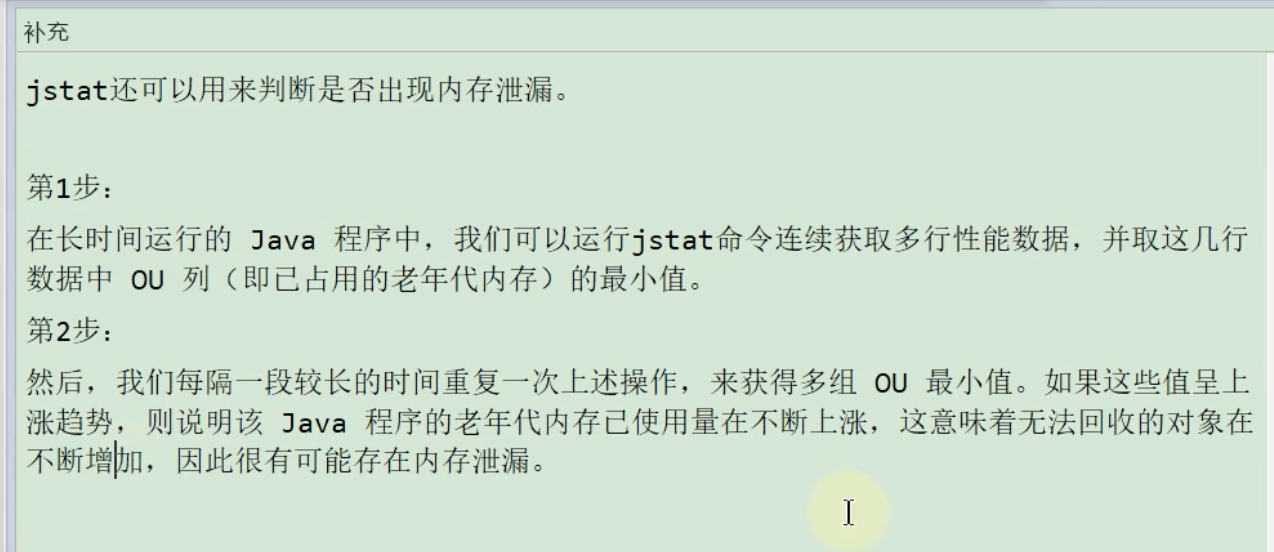 补充
jstat还可以用来判断是否出现内存泄漏。
第1步：
在长时间运行的 Java 程序中，我们可以运行jstat命令连续获取多行性能数据，并取这几行
数据中 OU 列（即已占用的老年代内存）的最小值。
第2步：
然后，我们每隔一段较长的时间重复一次上述操作，来获得多组 OU 最小值。如果这些值呈上
涨趋势，则说明该 Java 程序的老年代内存已使用量在不断上涨，这意味着无法回收的对象在
不断增加，因此很有可能存在内存泄漏。